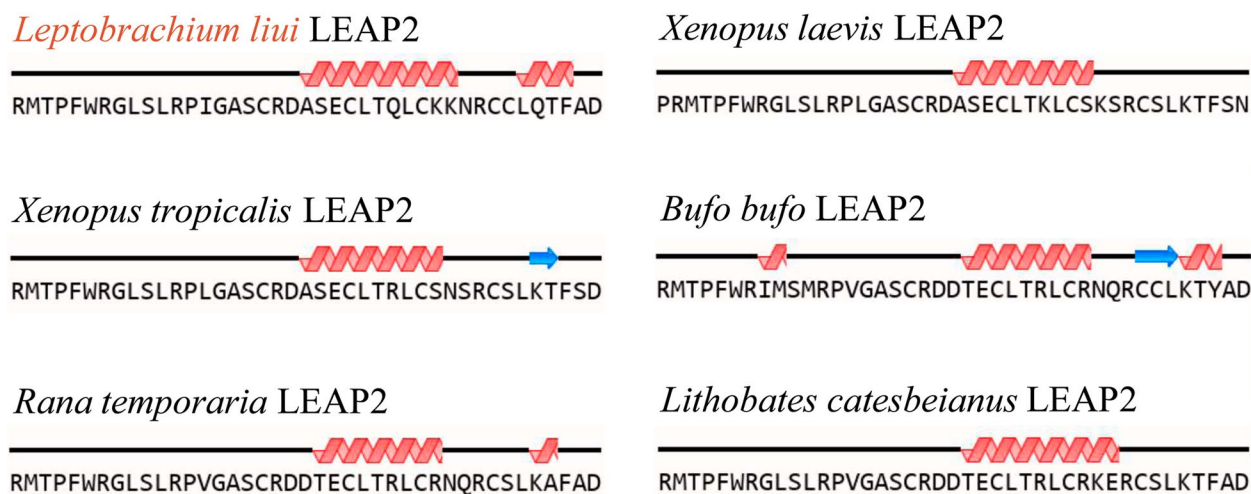 Leptobrachium liui LEAP2
RMTPFWRGLSLRPIGASCRDASECLTQLCKKNRCCLQTFAD
Xenopus laevis LEAP2
PRMTPFWRGLSLRPLGASCRDASECLTKLCSKSRCSLKTFSN
Xenopus tropicalis LEAP2
RMTPFWRGLSLRPLGASCRDASECLTRLCSNSRCSLKTFSD
Bufo bufo LEAP2
RMTPFWRIMSMRPVGASCRDDTECLTRLCRNQRCCLKTYAD
Rana temporaria LEAP2
RMTPFWRGLSLRPVGASCRDDTECLTRLCRNQRCSLKAFAD
Lithobates catesbeianus LEAP2
RMTPFWRGLSLRPVGASCRDDTECLTRLCRKERCSLKTFAD